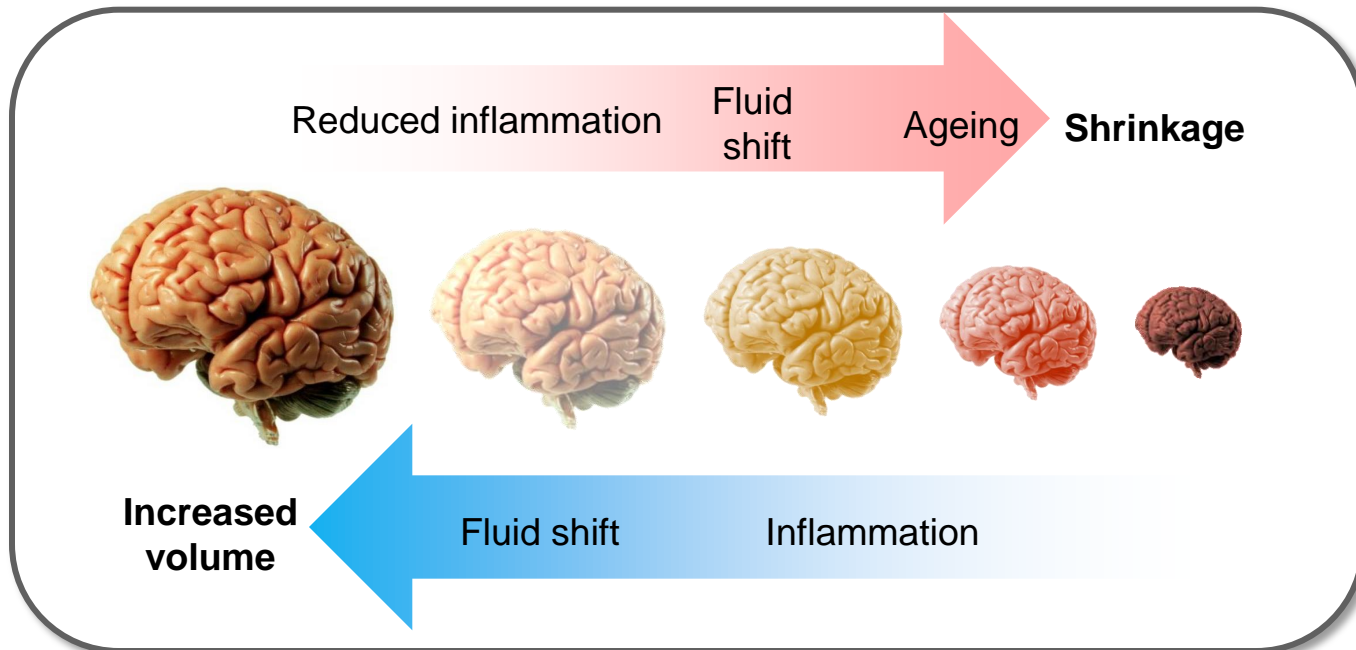 Reduced inflammation
Fluid
shift
Ageing
Shrinkage
Increased
volume
Fluid shift
Inflammation